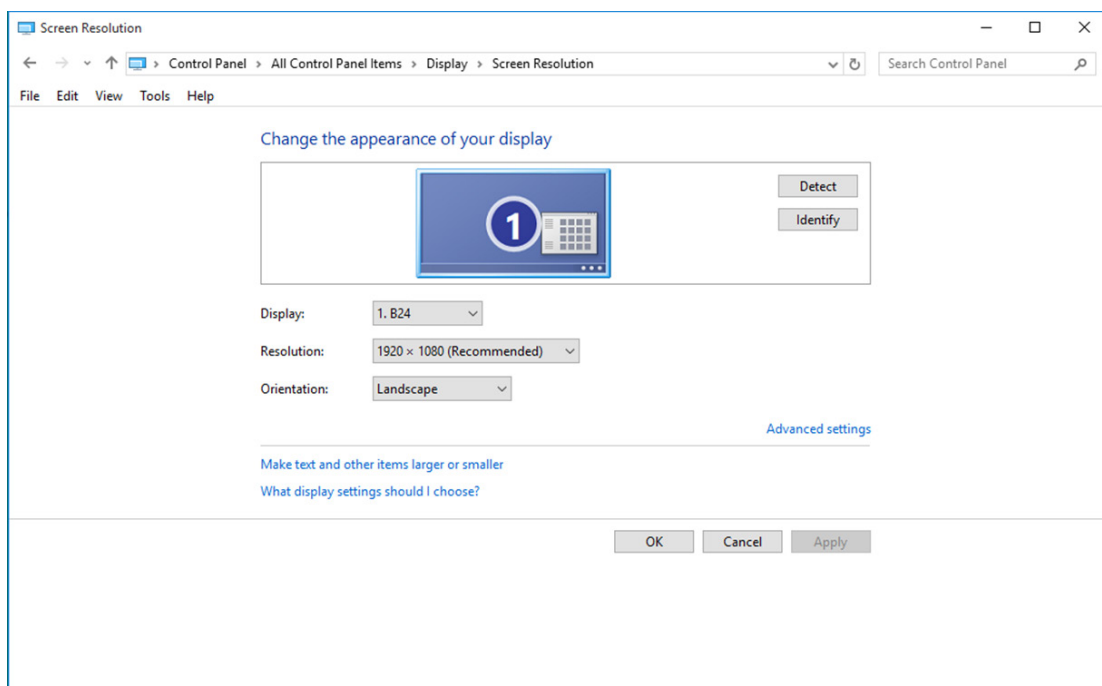 Screen Resolution
Control Panel > All Control Panel Items > Display > Screen Resolution
Search Control Panel
File Edit View Tools Help
Change the appearance of your display
1
Detect
Identify
Display: 1. B24
Resolution: 1920 × 1080 (Recommended)
Orientation: Landscape
Advanced settings
Make text and other items larger or smaller
What display settings should I choose?
OK Cancel Apply